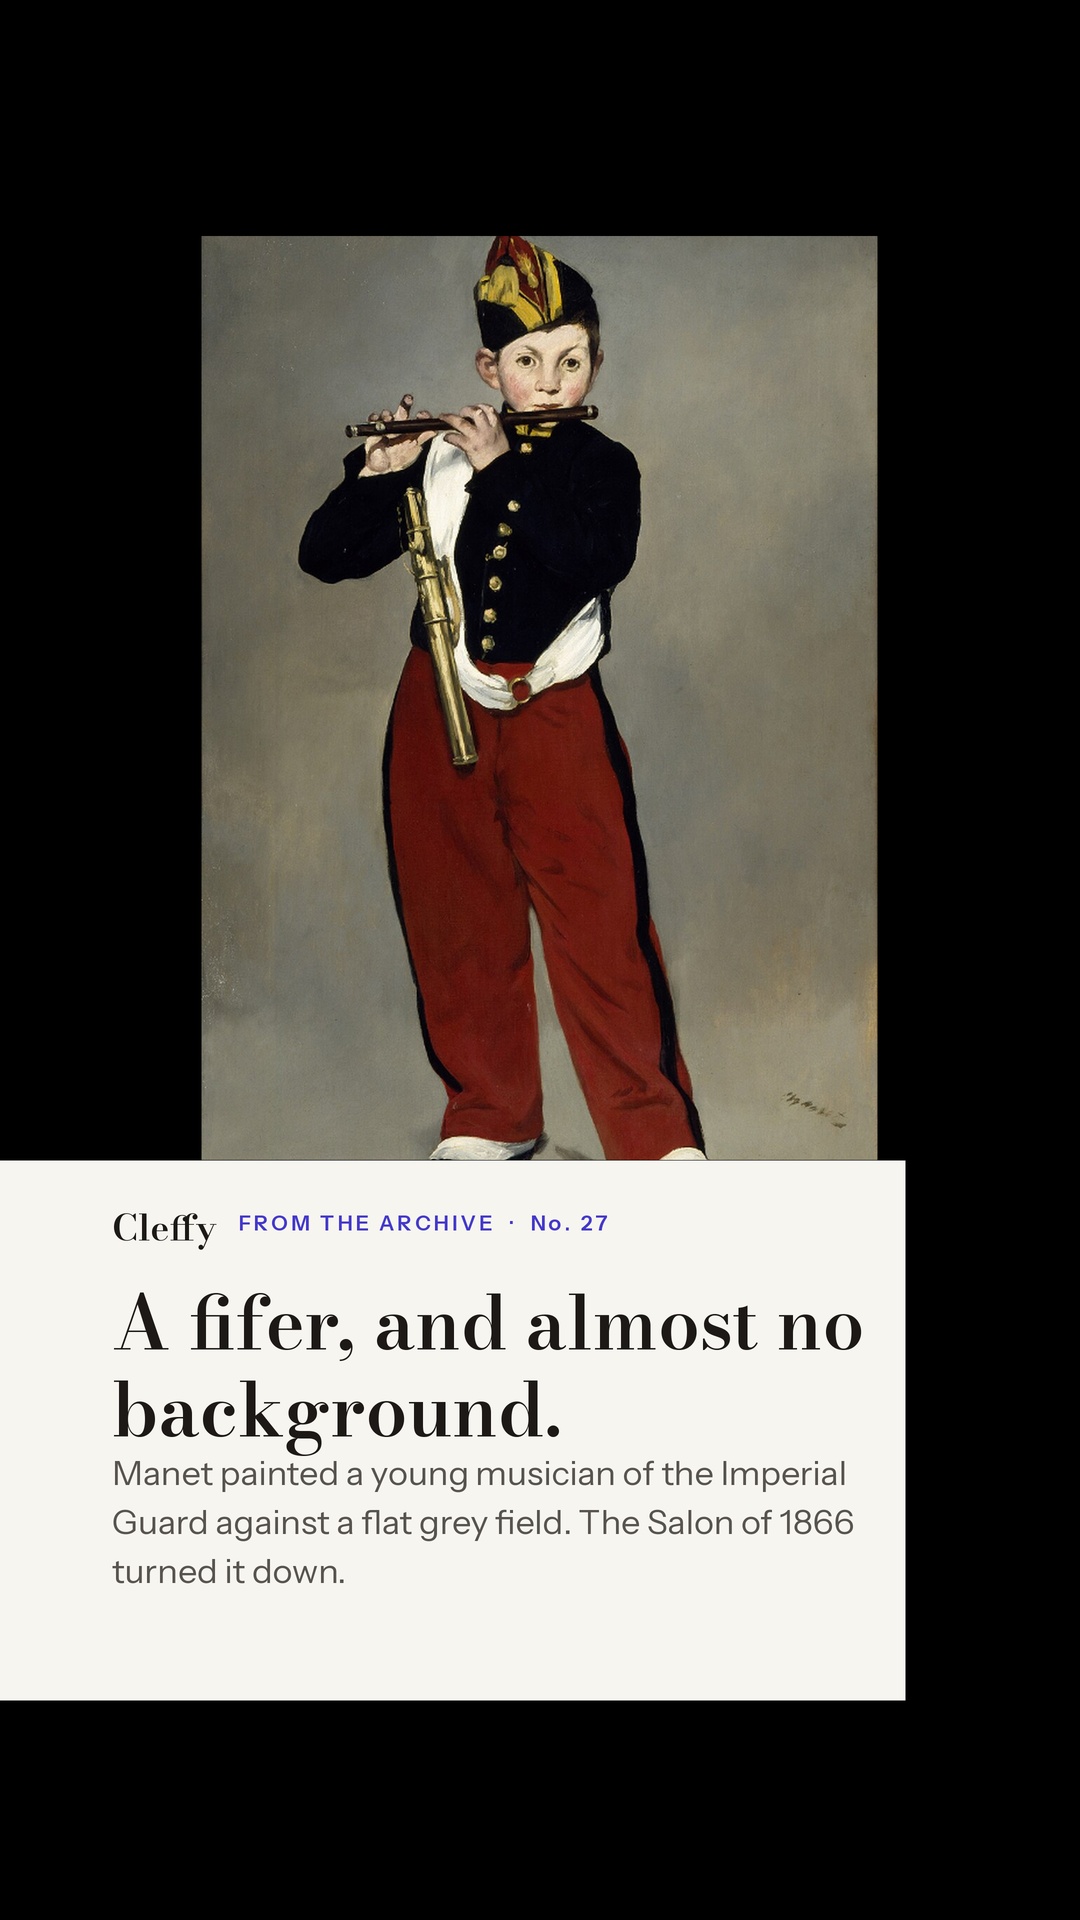 Cleffy FROM THE ARCHIVE · No. 27
A fifer, and almost no
background.
Manet painted a young musician of the Imperial
Guard against a flat grey field. The Salon of 1866
turned it down.
Manet